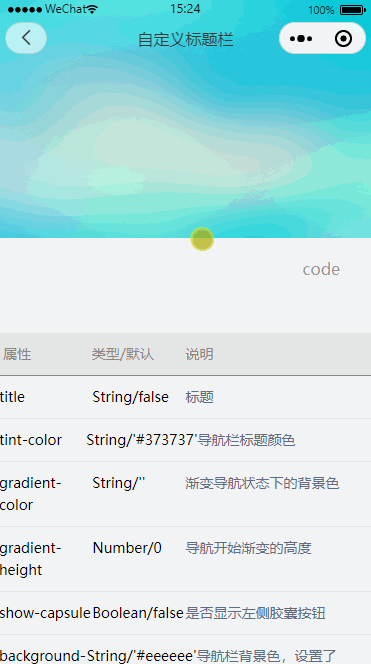 WeChat 15:24 100%
自定义标题栏
code
属性 类型/默认 说明
title String/false 标题
tint-color String/'#373737' 导航栏标题颜色
gradient- String/'' 渐变导航状态下的背景色
color
gradient- Number/0 导航开始渐变的高度
height
show-capsule Boolean/false 是否显示左侧胶囊按钮
background- String/'#eeeeee' 导航栏背景色，设置了